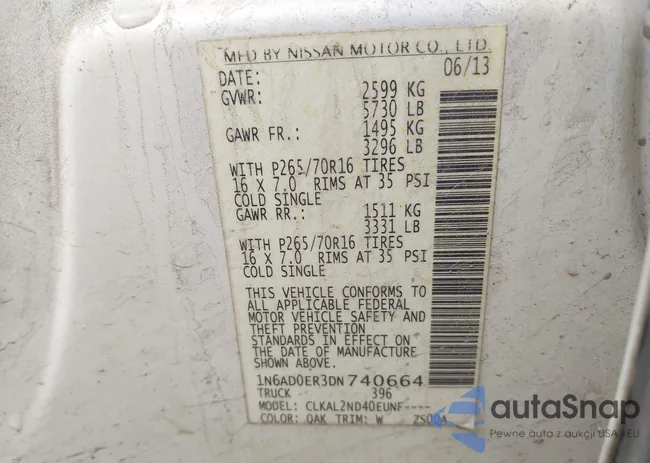 MFD BY NISSAN MOTOR CO., LTD.
DATE: 06/13
GVWR: 2599 KG
5730 LB
GAWR FR.: 1495 KG
3296 LB
WITH P265/70R16 TIRES
16 X 7.0 RIMS AT 35 PSI
COLD SINGLE
GAWR RR.: 1511 KG
3331 LB
WITH P265/70R16 TIRES
16 X 7.0 RIMS AT 35 PSI
COLD SINGLE
THIS VEHICLE CONFORMS TO
ALL APPLICABLE FEDERAL
MOTOR VEHICLE SAFETY AND
THEFT PREVENTION
STANDARDS IN EFFECT ON
THE DATE OF MANUFACTURE
SHOWN ABOVE.
1N6AD0ER3DN740664
TRUCK 396
MODEL: CLKAL2ND40EUNF----
COLOR: QAK TRIM: W ZS004
autoSnap
Pewne auto z aukcji USA i EU